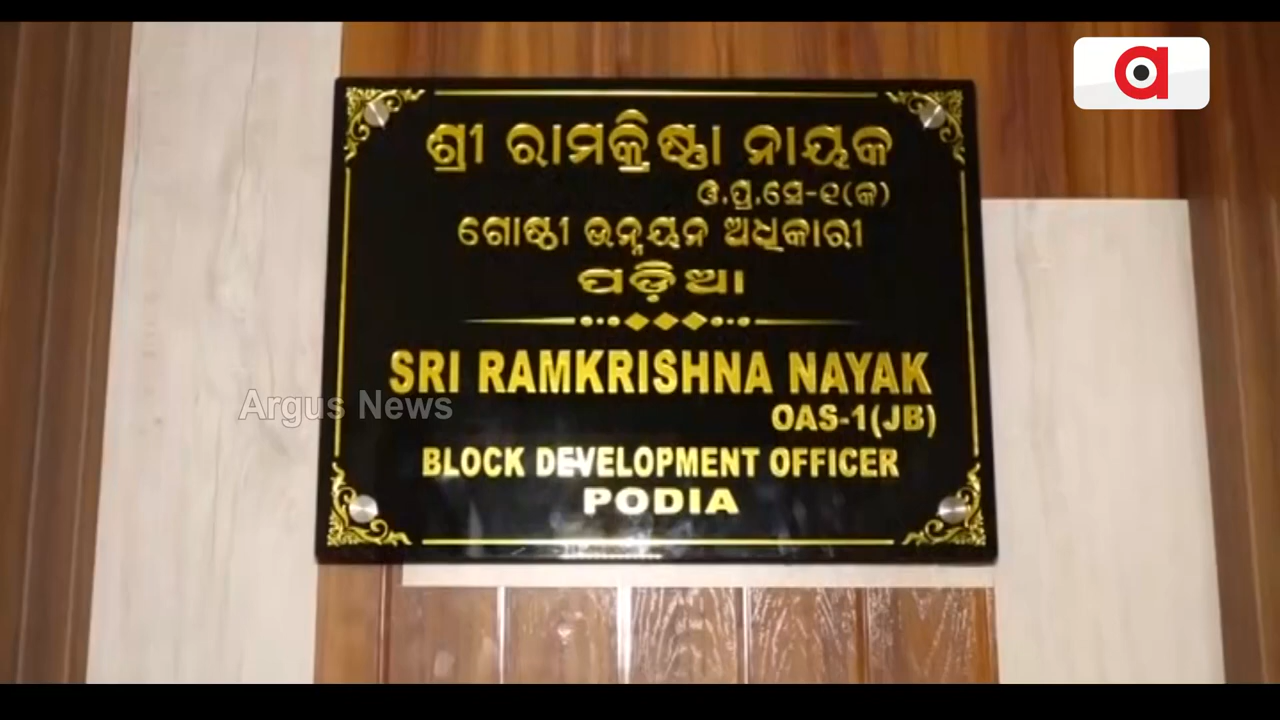 ଶ୍ରୀ ରାମକ୍ରିଷ୍ଣା ନାୟକ
ଓ.ପ୍ର.ସେ-୧(କ)
ଗୋଷ୍ଠୀ ଉନ୍ନୟନ ଅଧିକାରୀ
ପଡ଼ିଆ
SRI RAMKRISHNA NAYAK
Argus News
OAS-1(JB)
BLOCK DEVELOPMENT OFFICER
PODIA